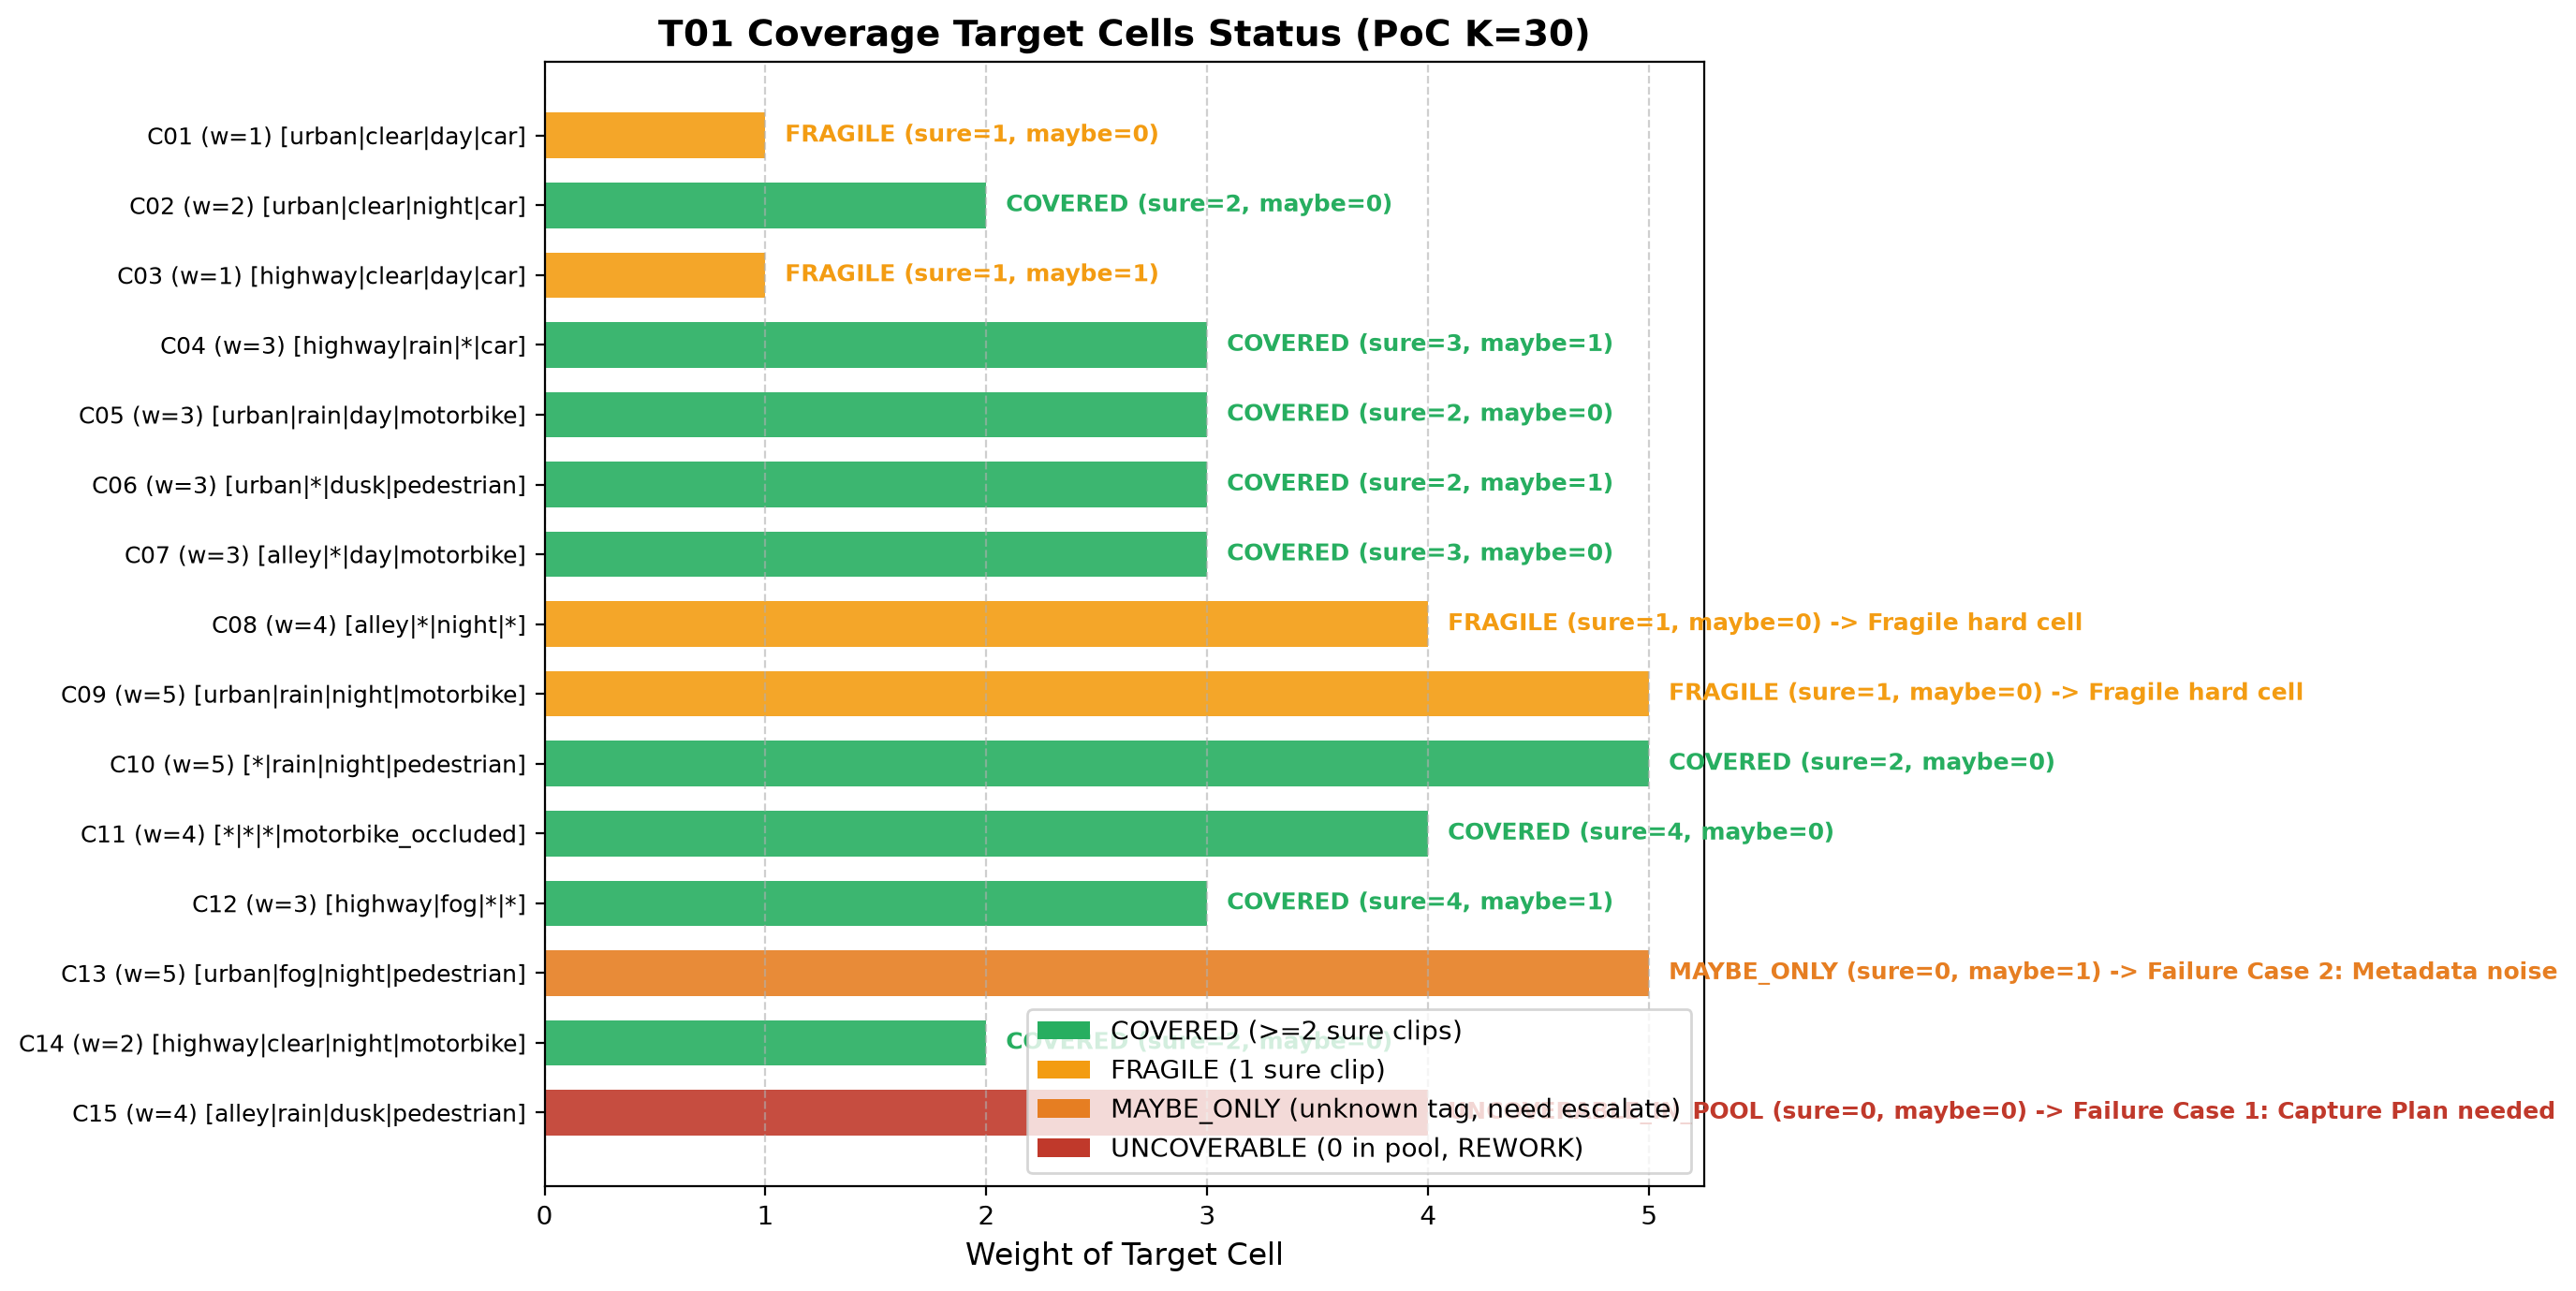 T01 Coverage Target Cells Status (PoC K=30)
C01 (w=1) [urban|clear|day|car]
FRAGILE (sure=1, maybe=0)
C02 (w=2) [urban|clear|night|car]
COVERED (sure=2, maybe=0)
C03 (w=1) [highway|clear|day|car]
FRAGILE (sure=1, maybe=1)
C04 (w=3) [highway|rain|*|car]
COVERED (sure=3, maybe=1)
C05 (w=3) [urban|rain|day|motorbike]
COVERED (sure=2, maybe=0)
C06 (w=3) [urban|*|dusk|pedestrian]
COVERED (sure=2, maybe=1)
C07 (w=3) [alley|*|day|motorbike]
COVERED (sure=3, maybe=0)
C08 (w=4) [alley|*|night|*]
FRAGILE (sure=1, maybe=0) -> Fragile hard cell
C09 (w=5) [urban|rain|night|motorbike]
FRAGILE (sure=1, maybe=0) -> Fragile hard cell
C10 (w=5) [*|rain|night|pedestrian]
COVERED (sure=2, maybe=0)
C11 (w=4) [*|*|*|motorbike_occluded]
COVERED (sure=4, maybe=0)
C12 (w=3) [highway|fog|*|*]
COVERED (sure=4, maybe=1)
C13 (w=5) [urban|fog|night|pedestrian]
MAYBE_ONLY (sure=0, maybe=1) -> Failure Case 2: Metadata noise
C14 (w=2) [highway|clear|night|motorbike]
COVERED (sure=2, maybe=0)
C15 (w=4) [alley|rain|dusk|pedestrian]
POOL (sure=0, maybe=0) -> Failure Case 1: Capture Plan needed
COVERED (>=2 sure clips)
FRAGILE (1 sure clip)
MAYBE_ONLY (unknown tag, need escalate)
UNCOVERABLE (0 in pool, REWORK)
0 1 2 3 4 5
Weight of Target Cell